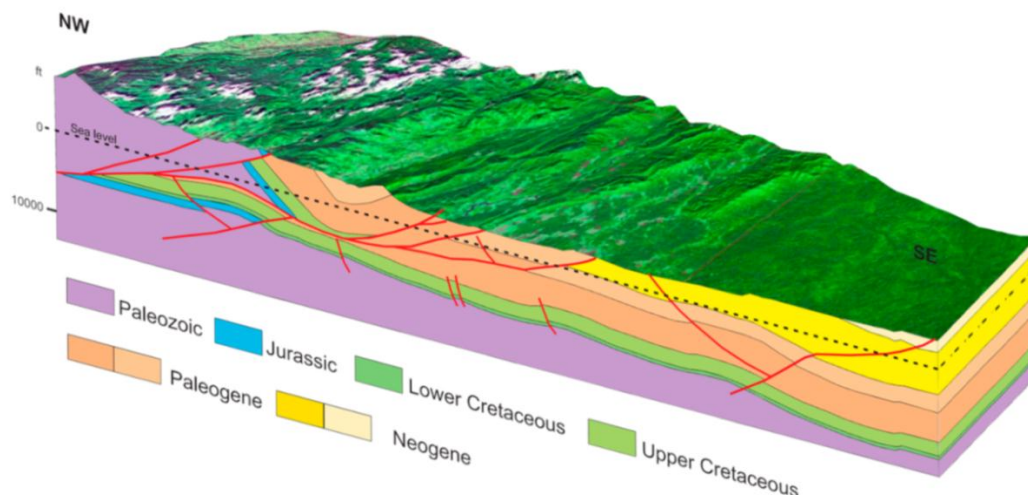 NW
ft
0
Sea level
10000
SE
Paleozoic
Jurassic
Lower Cretaceous
Upper Cretaceous
Paleogene
Neogene